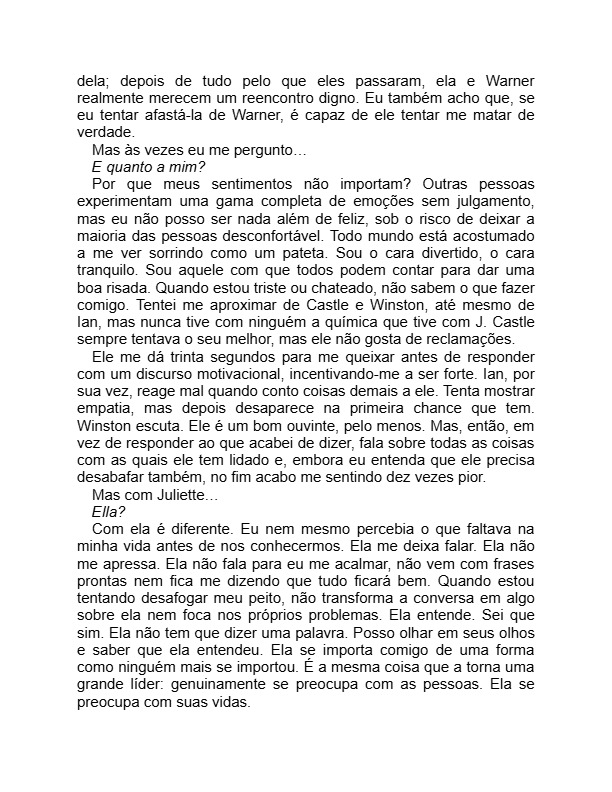 dela; depois de tudo pelo que eles passaram, ela e Warner
realmente merecem um reencontro digno. Eu também acho que, se
eu tentar afastá-la de Warner, é capaz de ele tentar me matar de
verdade.
Mas às vezes eu me pergunto…
E quanto a mim?
Por que meus sentimentos não importam? Outras pessoas
experimentam uma gama completa de emoções sem julgamento,
mas eu não posso ser nada além de feliz, sob o risco de deixar a
maioria das pessoas desconfortável. Todo mundo está acostumado
a me ver sorrindo como um pateta. Sou o cara divertido, o cara
tranquilo. Sou aquele com que todos podem contar para dar uma
boa risada. Quando estou triste ou chateado, não sabem o que fazer
comigo. Tentei me aproximar de Castle e Winston, até mesmo de
Ian, mas nunca tive com ninguém a química que tive com J. Castle
sempre tentava o seu melhor, mas ele não gosta de reclamações.
Ele me dá trinta segundos para me queixar antes de responder
com um discurso motivacional, incentivando-me a ser forte. Ian, por
sua vez, reage mal quando conto coisas demais a ele. Tenta mostrar
empatia, mas depois desaparece na primeira chance que tem.
Winston escuta. Ele é um bom ouvinte, pelo menos. Mas, então, em
vez de responder ao que acabei de dizer, fala sobre todas as coisas
com as quais ele tem lidado e, embora eu entenda que ele precisa
desabafar também, no fim acabo me sentindo dez vezes pior.
Mas com Juliette…
Ella?
Com ela é diferente. Eu nem mesmo percebia o que faltava na
minha vida antes de nos conhecermos. Ela me deixa falar. Ela não
me apressa. Ela não fala para eu me acalmar, não vem com frases
prontas nem fica me dizendo que tudo ficará bem. Quando estou
tentando desafogar meu peito, não transforma a conversa em algo
sobre ela nem foca nos próprios problemas. Ela entende. Sei que
sim. Ela não tem que dizer uma palavra. Posso olhar em seus olhos
e saber que ela entendeu. Ela se importa comigo de uma forma
como ninguém mais se importou. É a mesma coisa que a torna uma
grande líder: genuinamente se preocupa com as pessoas. Ela se
preocupa com suas vidas.